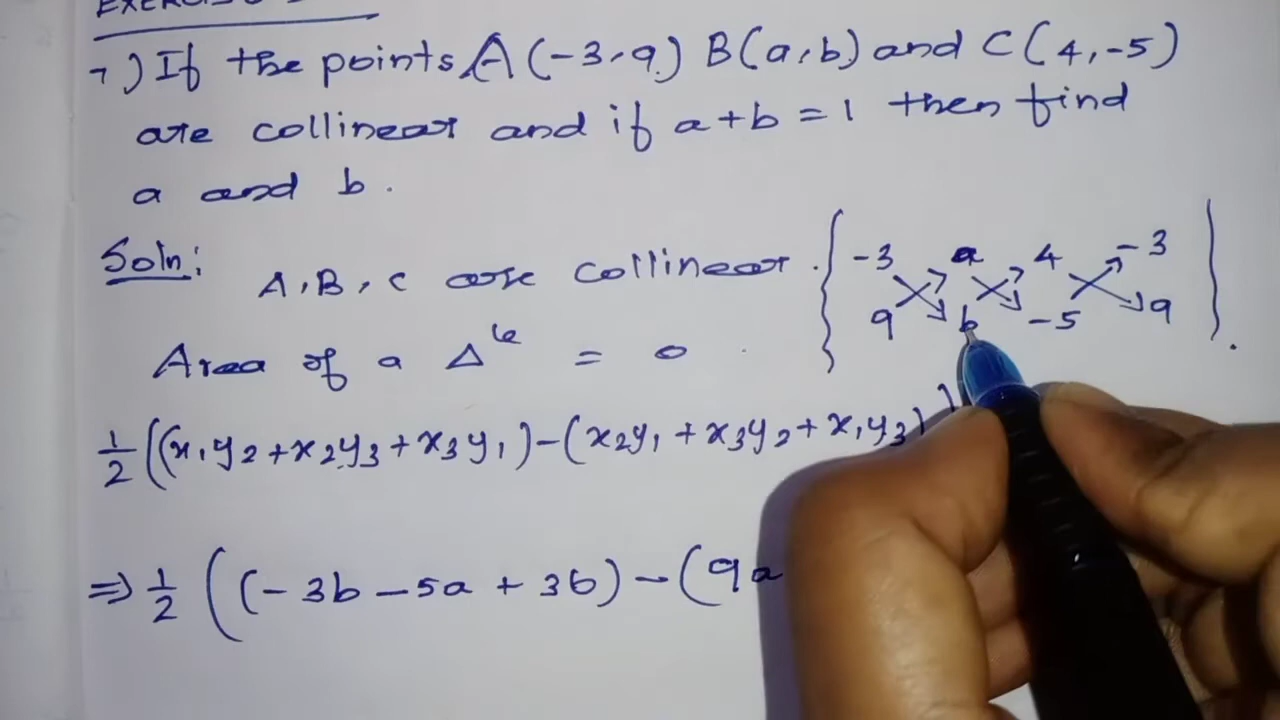 EXERCISE
7) If the points A(-3,9) B(a,b) and C(4,-5)
are collinear and if a+b=1 then find
a and b.
Soln: A,B,C are collinear.
-3 a 4 -3
9 b -5 9
Area of a Δle = 0
1/2 ((x1y2+x2y3+x3y1)-(x2y1+x3y2+x1y3))
⇒ 1/2 ((-3b-5a+36)-(9a